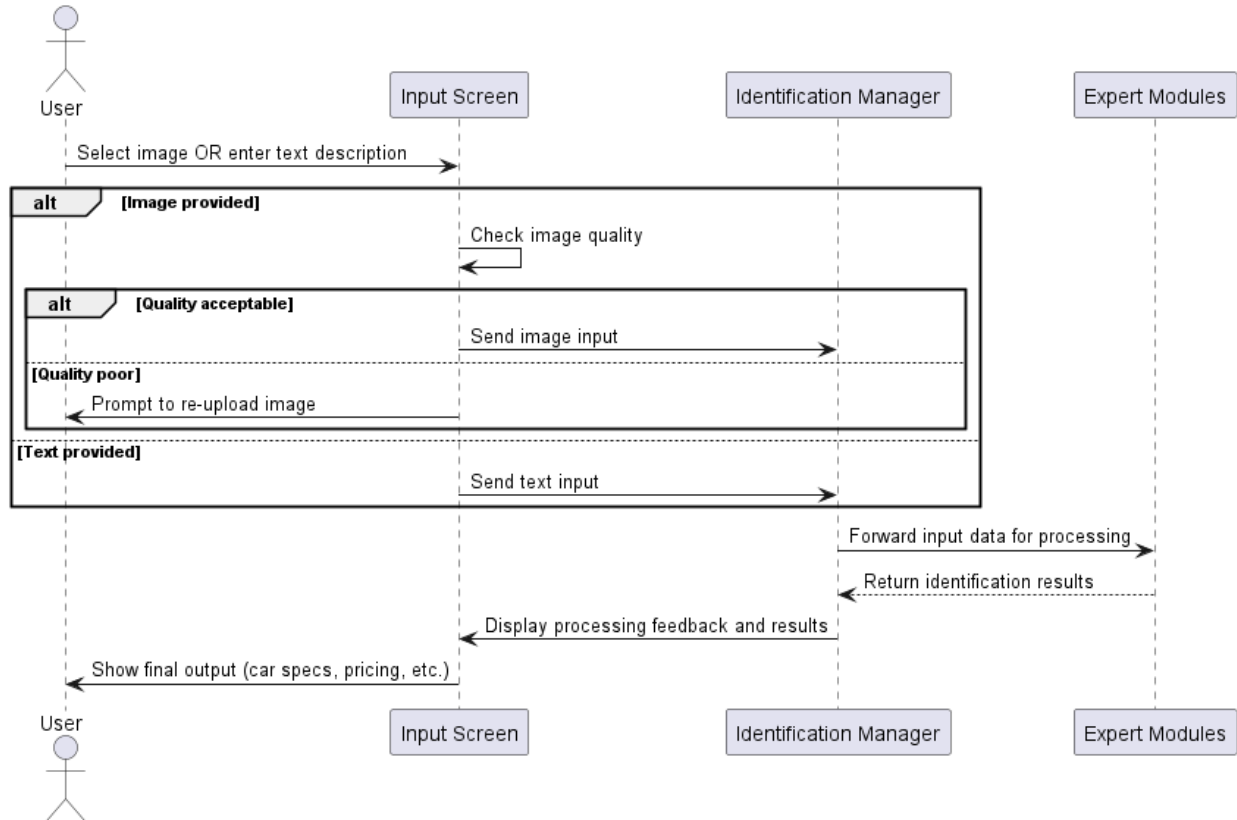 User
Input Screen
Identification Manager
Expert Modules
Select image OR enter text description
alt
[Image provided]
Check image quality
alt
[Quality acceptable]
Send image input
[Quality poor]
Prompt to re-upload image
[Text provided]
Send text input
Forward input data for processing
Return identification results
Display processing feedback and results
Show final output (car specs, pricing, etc.)
User
Input Screen
Identification Manager
Expert Modules